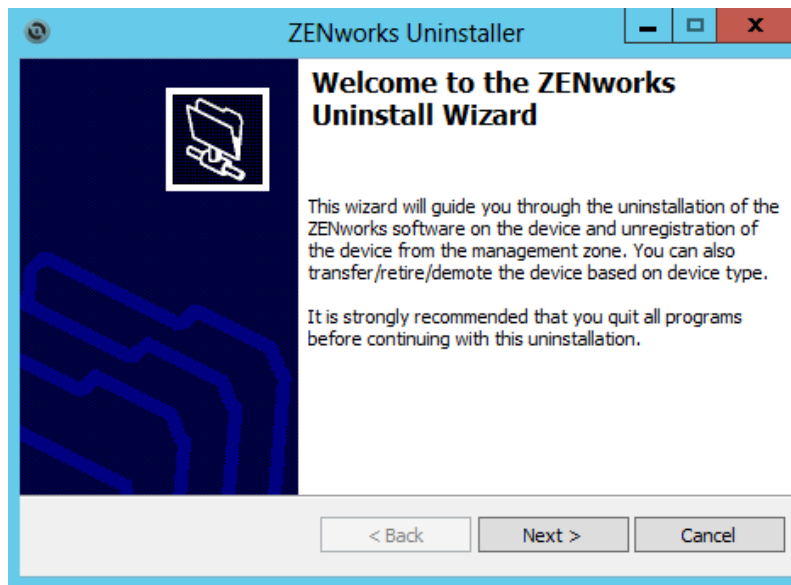 ZENworks Uninstaller
Welcome to the ZENworks
Uninstall Wizard
This wizard will guide you through the uninstallation of the
ZENworks software on the device and unregistration of
the device from the management zone. You can also
transfer/retire/demote the device based on device type.
It is strongly recommended that you quit all programs
before continuing with this uninstallation.
< Back
Next >
Cancel